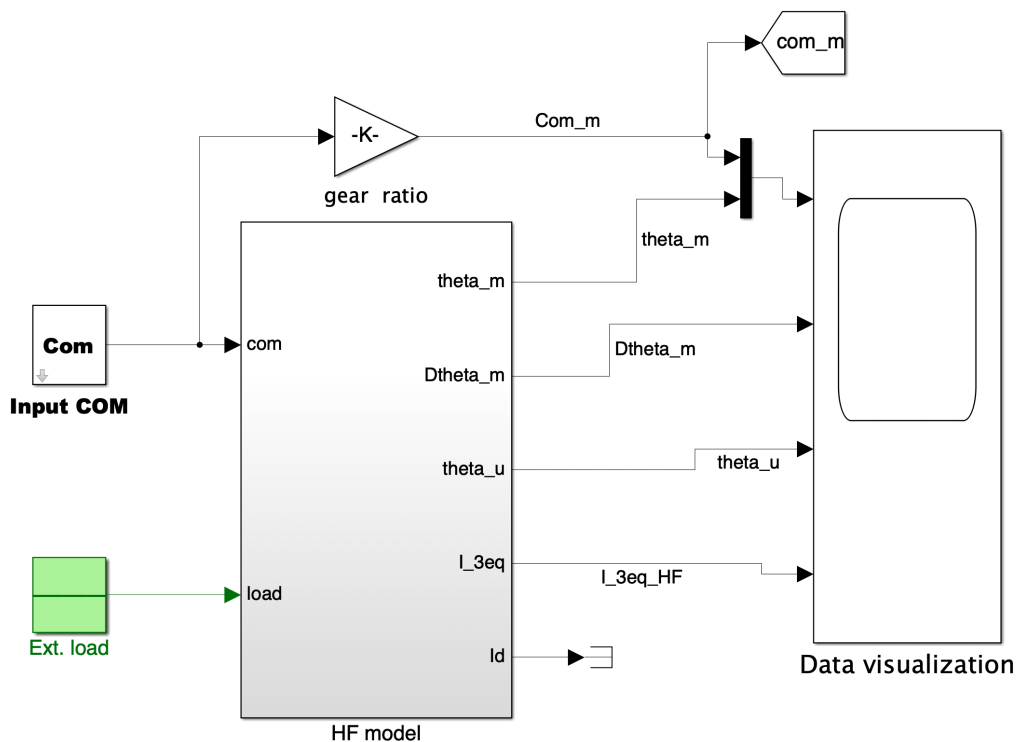 com_m
-K-
Com_m
gear ratio
theta_m
theta_m
Com
com
Dtheta_m
Dtheta_m
Input COM
theta_u
theta_u
I_3eq
I_3eq_HF
load
Ext. load
Id
Data visualization
HF model